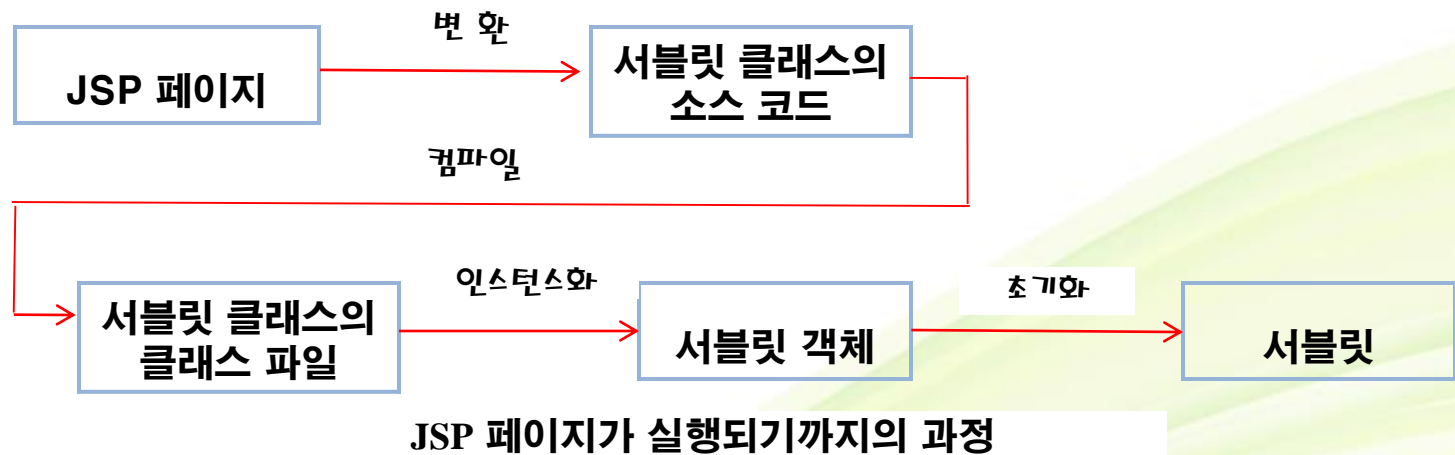 변 환
JSP 페이지
서블릿 클래스의
소스 코드
컴파일
서블릿 클래스의
클래스 파일
인스턴스화
서블릿 객체
초기화
서블릿
JSP 페이지가 실행되기까지의 과정